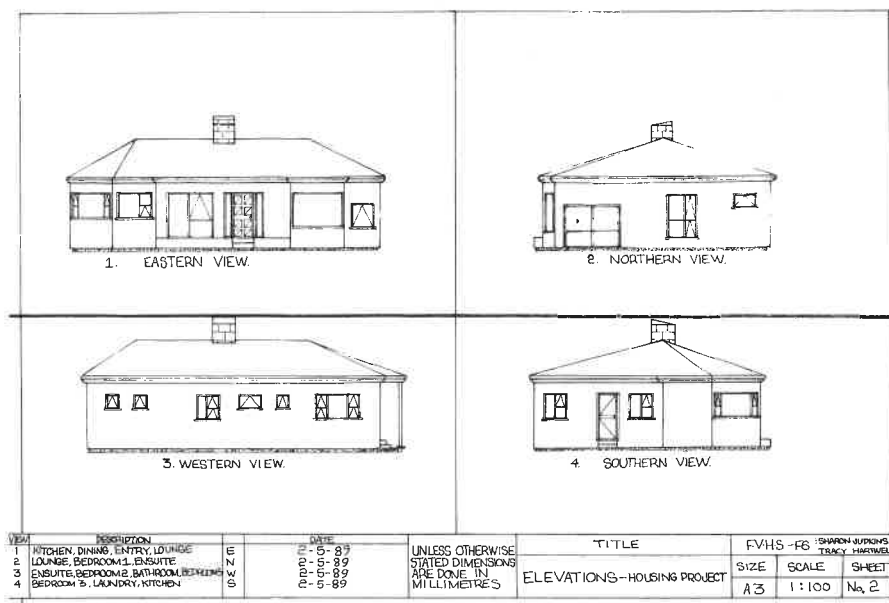 1. EASTERN VIEW.
2. NORTHERN VIEW.
3. WESTERN VIEW.
4. SOUTHERN VIEW.
VIEW DESCRIPTION DATE
1 KITCHEN, DINING, ENTRY, LOUNGE E 2-5-89
2 LOUNGE, BEDROOM 1, ENSUITE N 2-5-89
3 ENSUITE, BEDROOM 2, BATHROOM, W 2-5-89
4 BEDROOM 3, LAUNDRY, KITCHEN S 2-5-89
UNLESS OTHERWISE
STATED DIMENSIONS
ARE DONE IN
MILLIMETRES
TITLE
ELEVATIONS-HOUSING PROJECT
FVHS-F6 : SHARON JUDKINS
TRACY
SIZE SCALE SHEET
A3 1:100 No. 2